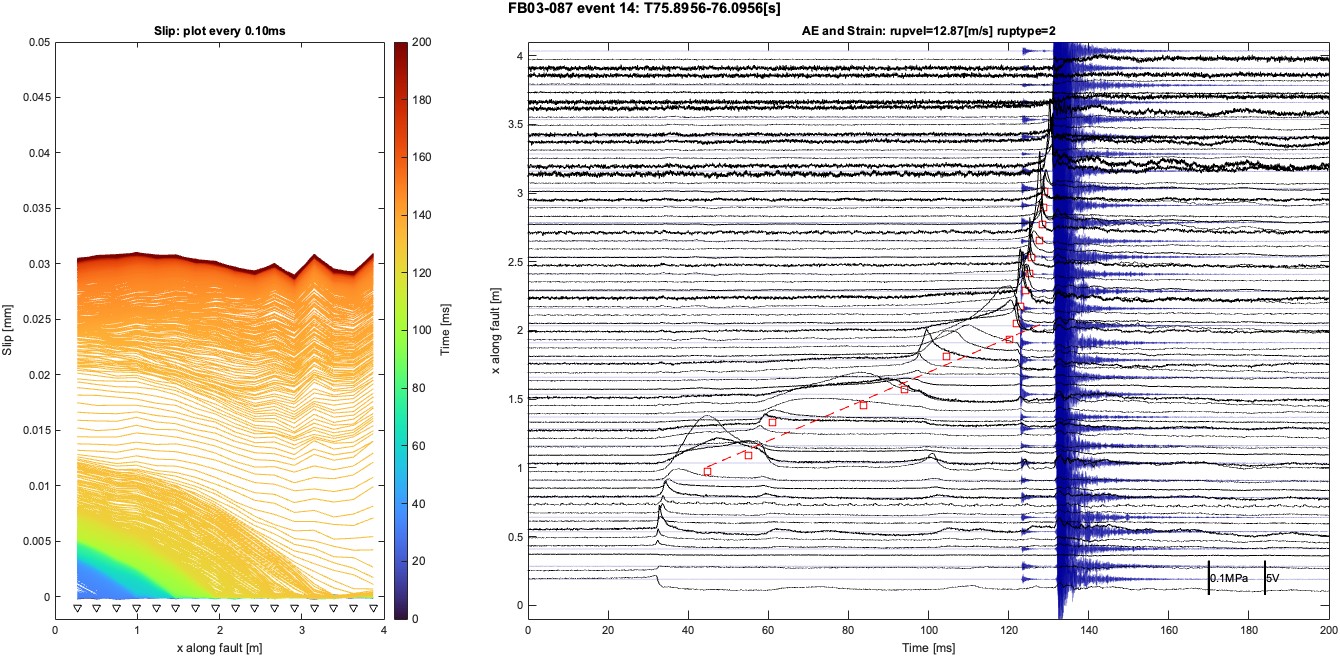 FB03-087 event 14: T75.8956-76.0956[s]
Slip: plot every 0.10ms
0.05
0.045
0.04
0.035
0.03
0.025
0.02
0.015
0.01
0.005
0
Slip [mm]
0 1 2 3 4
x along fault [m]
200
180
160
140
120
100
80
60
40
20
0
Time [ms]
AE and Strain: rupvel=12.87[m/s] ruptype=2
4
3.5
3
2.5
2
1.5
1
0.5
0
x along fault [m]
0.1MPa 5V
0 20 40 60 80 100 120 140 160 180 200
Time [ms]